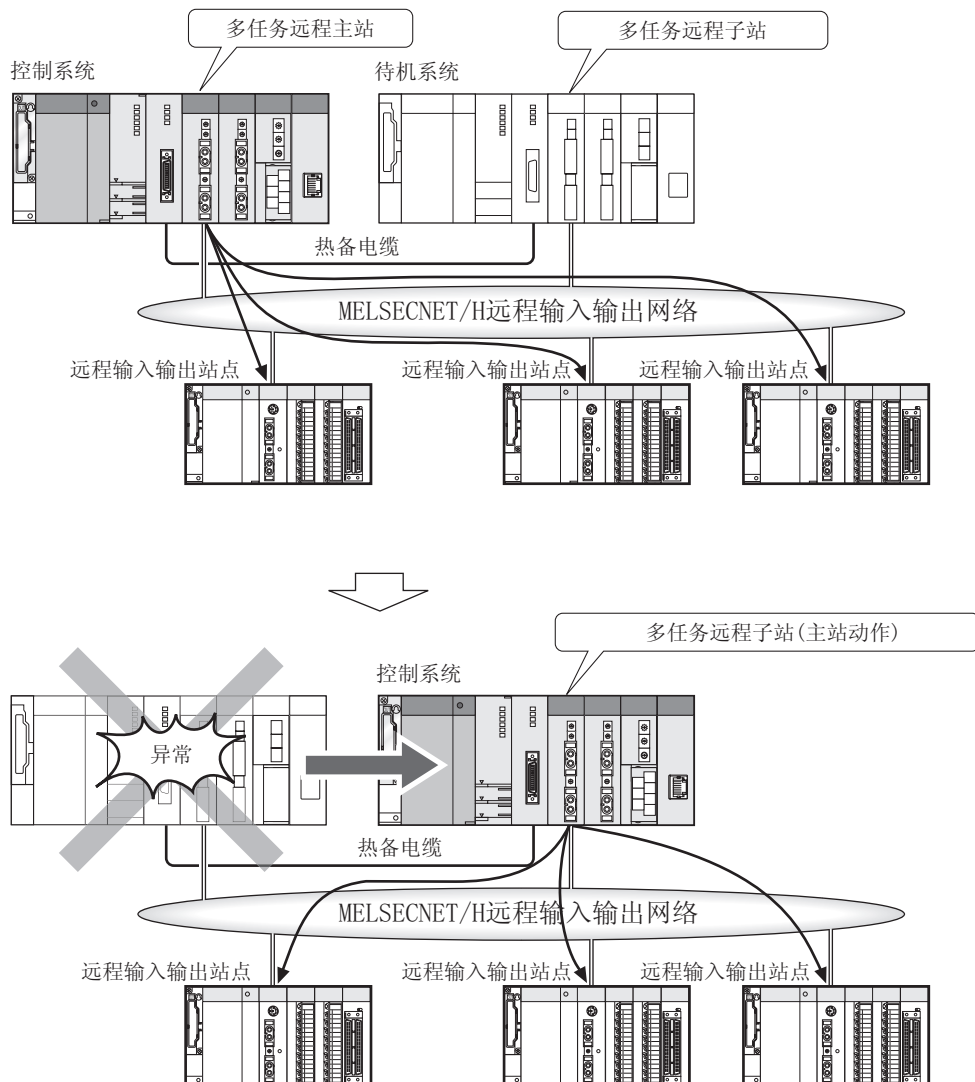 多任务远程主站
多任务远程子站
控制系统
待机系统
热备电缆
MELSECNET/H远程输入输出网络
远程输入输出站点
远程输入输出站点
远程输入输出站点
多任务远程子站(主站动作)
控制系统
异常
热备电缆
MELSECNET/H远程输入输出网络
远程输入输出站点
远程输入输出站点
远程输入输出站点